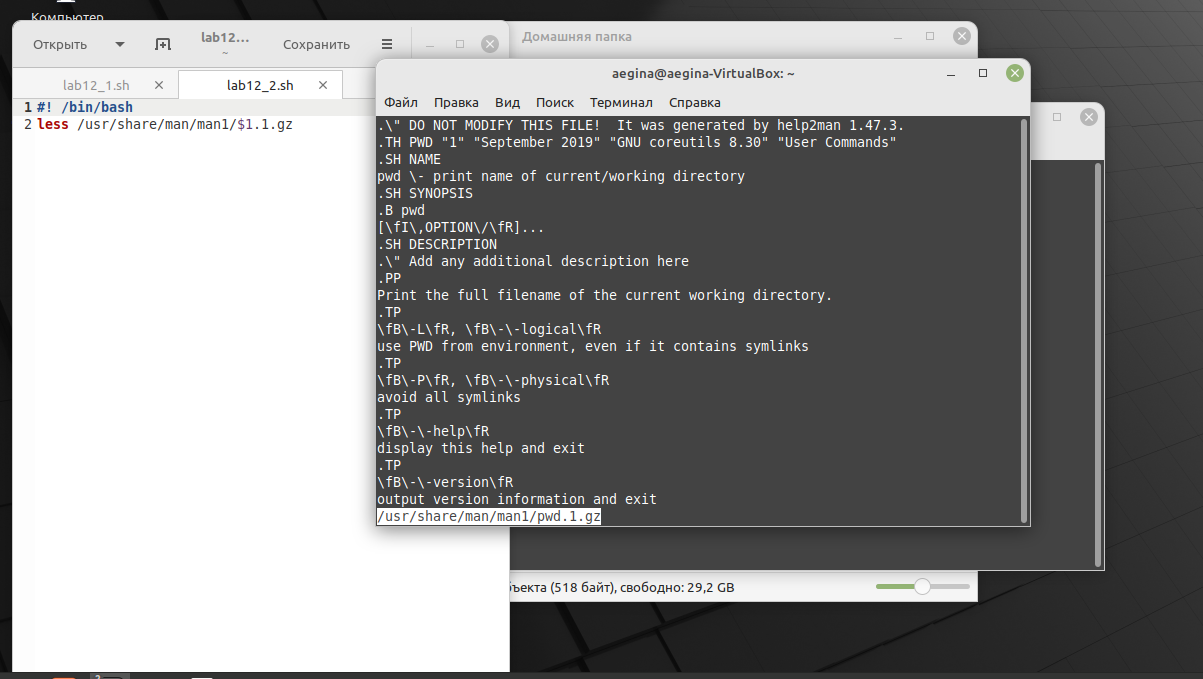 Компьютер
Открыть
lab12...
~
Сохранить
lab12_1.sh
lab12_2.sh
1 #! /bin/bash
2 less /usr/share/man/man1/$1.1.gz
Домашняя папка
aegina@aegina-VirtualBox: ~
Файл Правка Вид Поиск Терминал Справка
.\" DO NOT MODIFY THIS FILE!  It was generated by help2man 1.47.3.
.TH PWD "1" "September 2019" "GNU coreutils 8.30" "User Commands"
.SH NAME
pwd \- print name of current/working directory
.SH SYNOPSIS
.B pwd
[\fI\,OPTION\/\fR]...
.SH DESCRIPTION
.\" Add any additional description here
.PP
Print the full filename of the current working directory.
.TP
\fB\-L\fR, \fB\-\-logical\fR
use PWD from environment, even if it contains symlinks
.TP
\fB\-P\fR, \fB\-\-physical\fR
avoid all symlinks
.TP
\fB\-\-help\fR
display this help and exit
.TP
\fB\-\-version\fR
output version information and exit
/usr/share/man/man1/pwd.1.gz
(518 байт), свободно: 29,2 GB
2